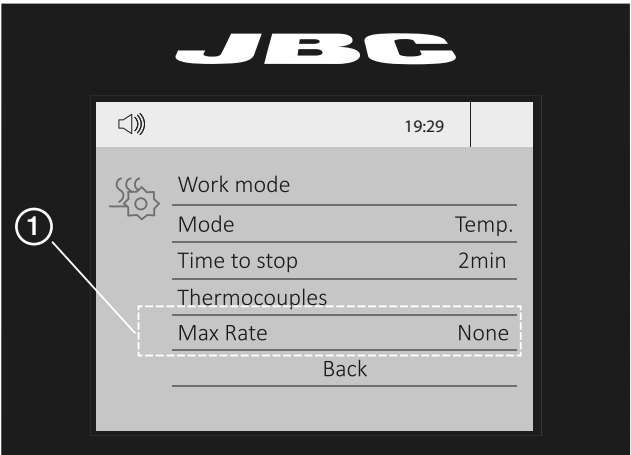 JBC
19:29
Work mode
Mode Temp.
Time to stop 2min
1
Thermocouples
Max Rate None
Back